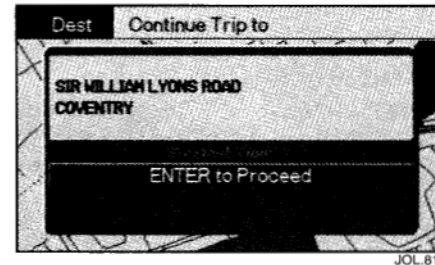 Dest Continue Trip to
SIR WILLIAM LYONS ROAD
COVENTRY
ENTER to Proceed